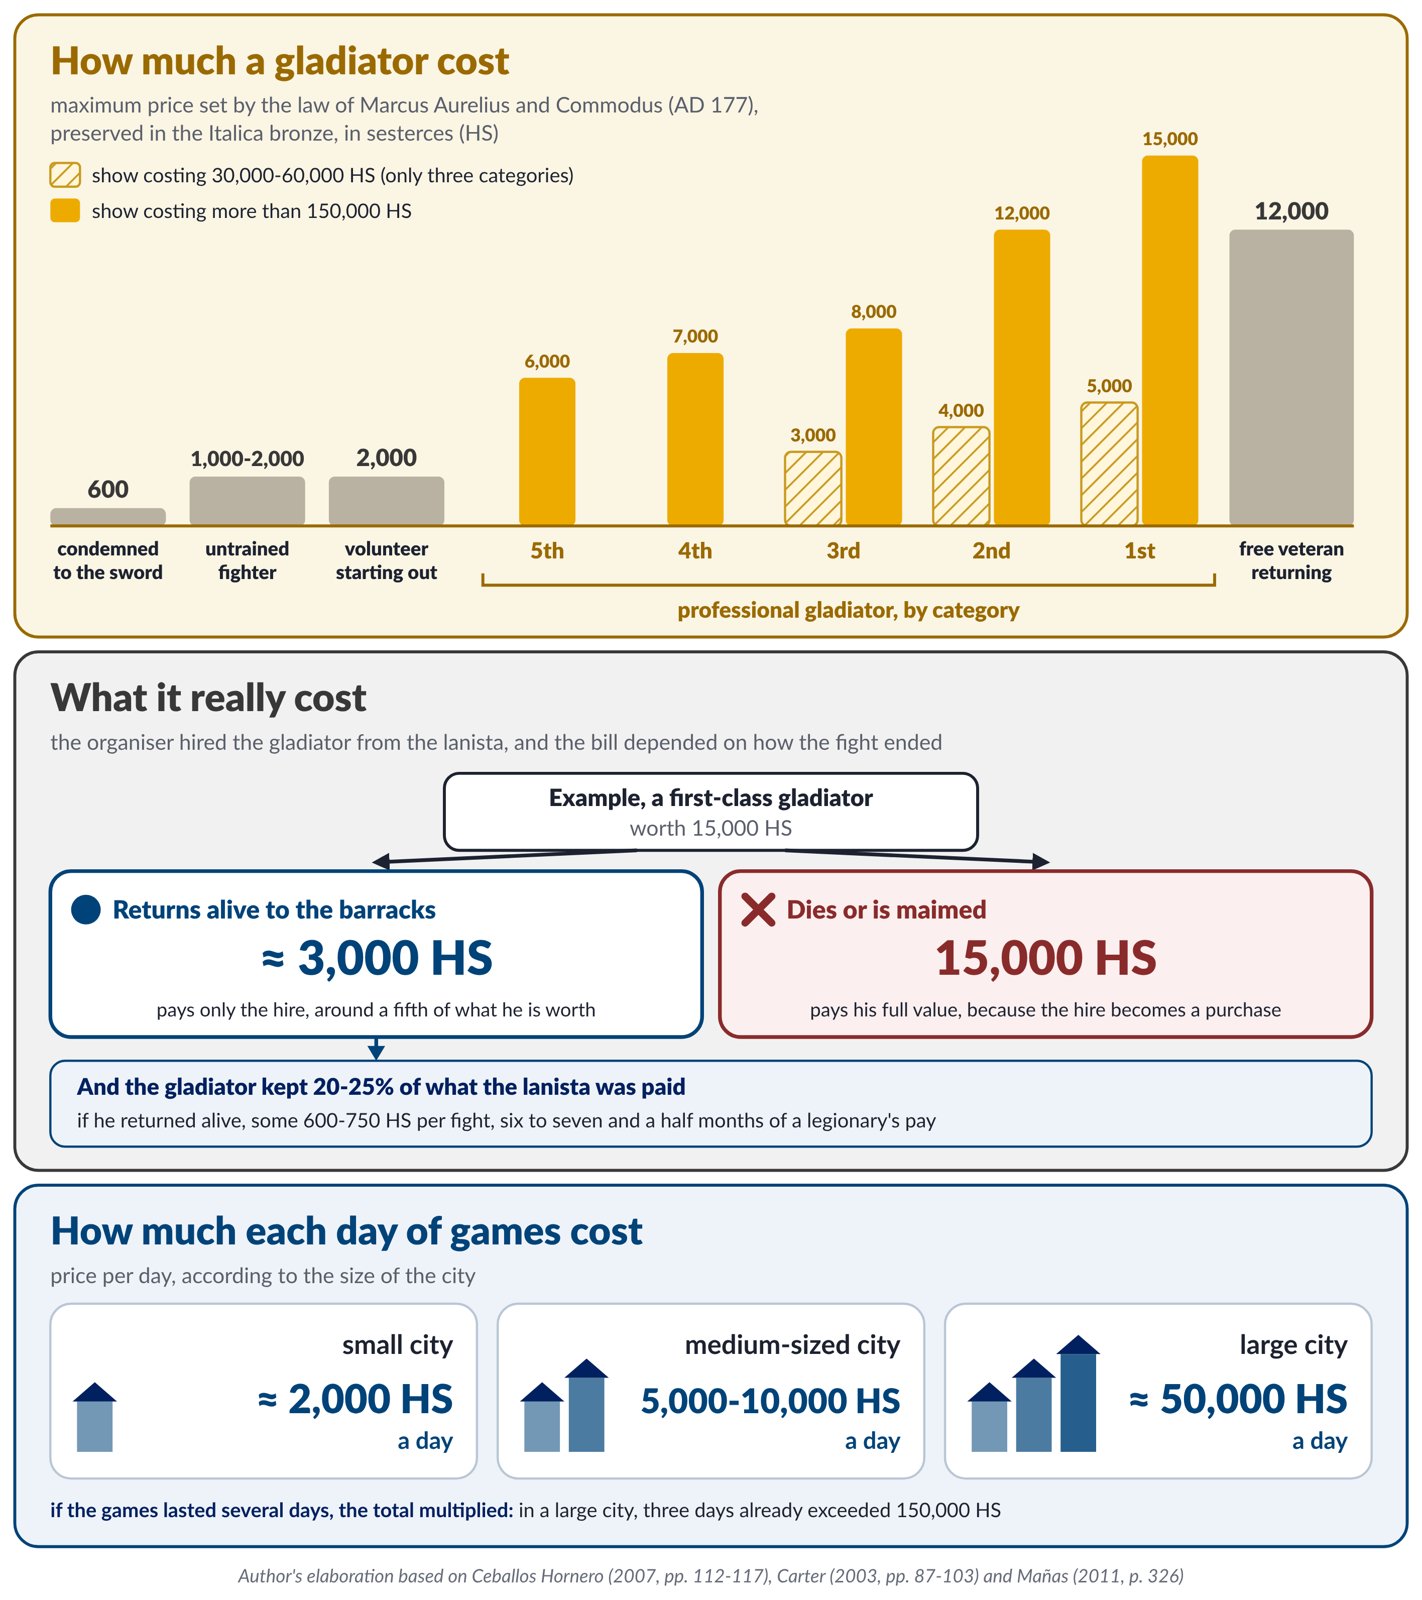 How much a gladiator cost
maximum price set by the law of Marcus Aurelius and Commodus (AD 177),
preserved in the Italica bronze, in sesterces (HS)
show costing 30,000-60,000 HS (only three categories)
show costing more than 150,000 HS
600
1,000-2,000
2,000
6,000
7,000
3,000
8,000
4,000
12,000
5,000
15,000
12,000
condemned
to the sword
untrained
fighter
volunteer
starting out
5th
4th
3rd
2nd
1st
free veteran
returning
professional gladiator, by category
What it really cost
the organiser hired the gladiator from the lanista, and the bill depended on how the fight ended
Example, a first-class gladiator
worth 15,000 HS
Returns alive to the barracks
≈ 3,000 HS
pays only the hire, around a fifth of what he is worth
Dies or is maimed
15,000 HS
pays his full value, because the hire becomes a purchase
And the gladiator kept 20-25% of what the lanista was paid
if he returned alive, some 600-750 HS per fight, six to seven and a half months of a legionary's pay
How much each day of games cost
price per day, according to the size of the city
small city
≈ 2,000 HS
a day
medium-sized city
5,000-10,000 HS
a day
large city
≈ 50,000 HS
a day
if the games lasted several days, the total multiplied: in a large city, three days already exceeded 150,000 HS
Author's elaboration based on Ceballos Hornero (2007, pp. 112-117), Carter (2003, pp. 87-103) and Mañas (2011, p. 326)